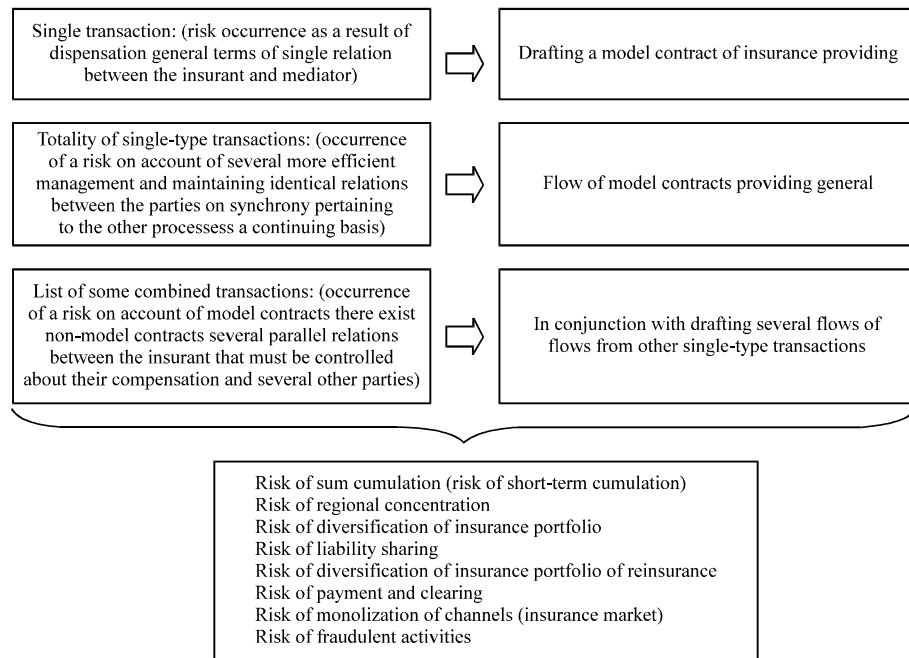 Single transaction: (risk occurrence as a result of
dispensation general terms of single relation
between the insurant and mediator)
Drafting a model contract of insurance providing
Totality of single-type transactions: (occurrence
of a risk on account of several more efficient
management and maintaining identical relations
between the parties on synchrony pertaining
to the other processess a continuing basis)
Flow of model contracts providing general
List of some combined transactions: (occurrence
of a risk on account of model contracts there exist
non-model contracts several parallel relations
between the insurant that must be controlled
about their compensation and several other parties)
In conjunction with drafting several flows of
flows from other single-type transactions
Risk of sum cumulation (risk of short-term cumulation)
Risk of regional concentration
Risk of diversification of insurance portfolio
Risk of liability sharing
Risk of diversification of insurance portfolio of reinsurance
Risk of payment and clearing
Risk of monolization of channels (insurance market)
Risk of fraudulent activities